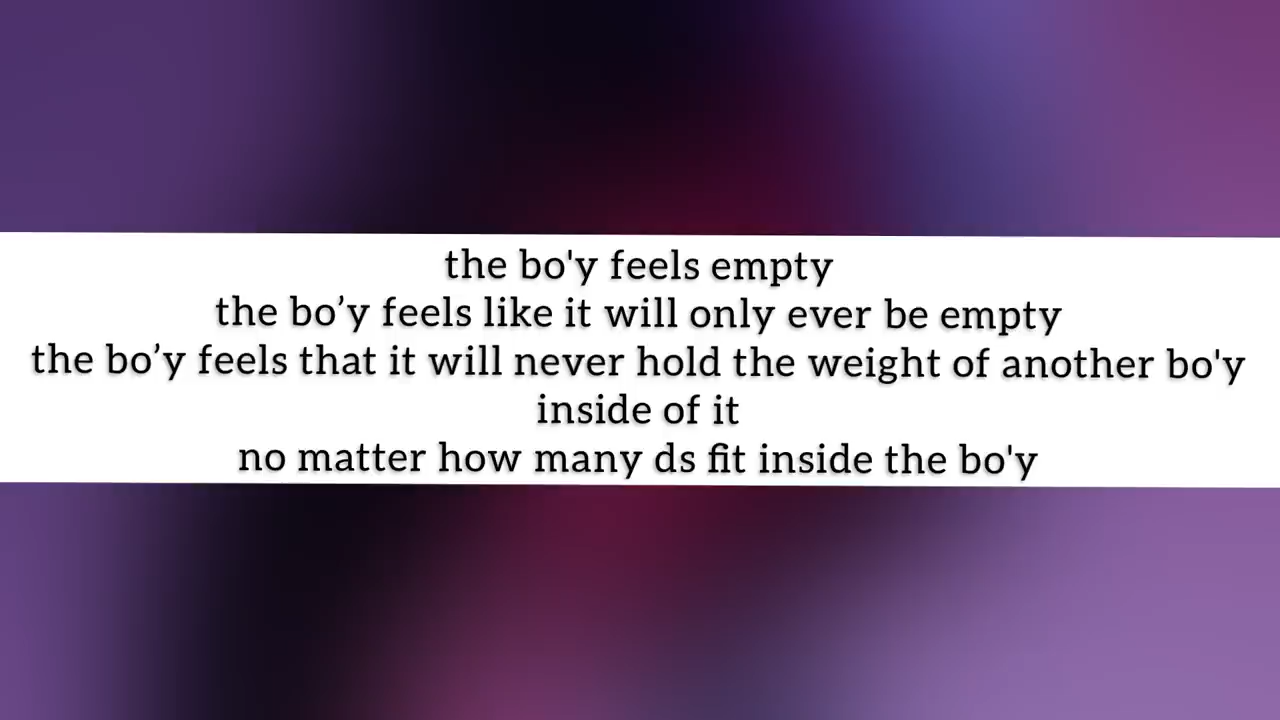 the bo'y feels empty
the bo’y feels like it will only ever be empty
the bo’y feels that it will never hold the weight of another bo'y
inside of it
no matter how many ds fit inside the bo'y